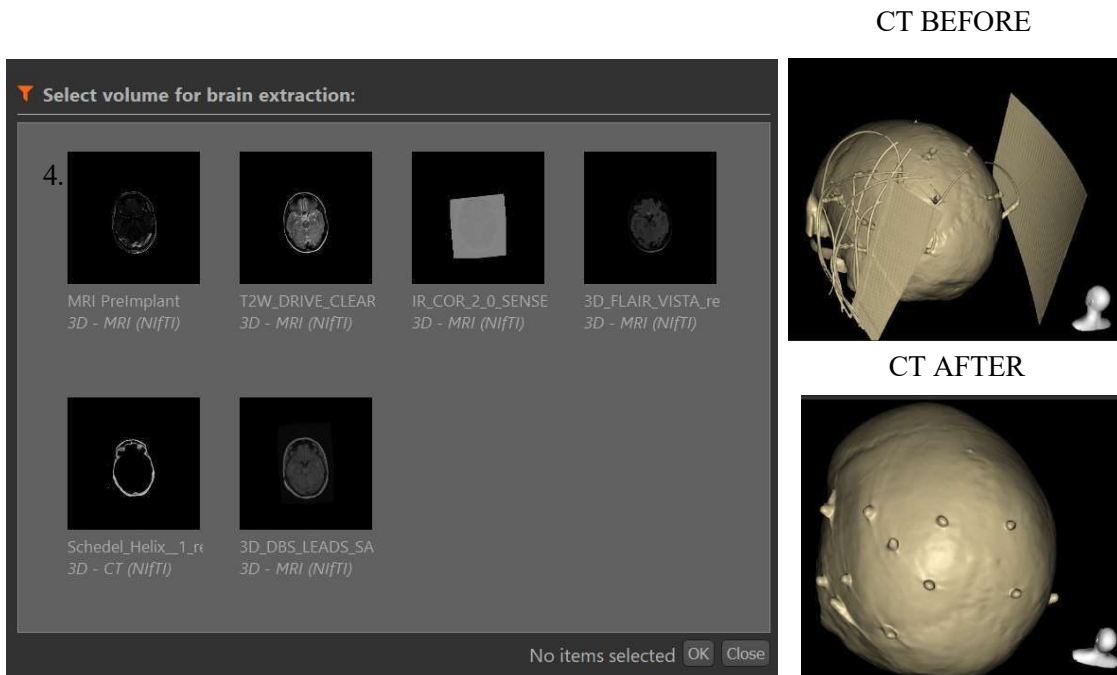 CT BEFORE
Select volume for brain extraction:
4.
MRI PreImplant
3D - MRI (NIfTI)
T2W_DRIVE_CLEAR
3D - MRI (NIfTI)
IR_COR_2_0_SENSE
3D - MRI (NIfTI)
3D_FLAIR_VISTA_re
3D - MRI (NIfTI)
CT AFTER
Schedel_Helix__1_re
3D - CT (NIfTI)
3D_DBS_LEADS_SA
3D - MRI (NIfTI)
No items selected OK Close